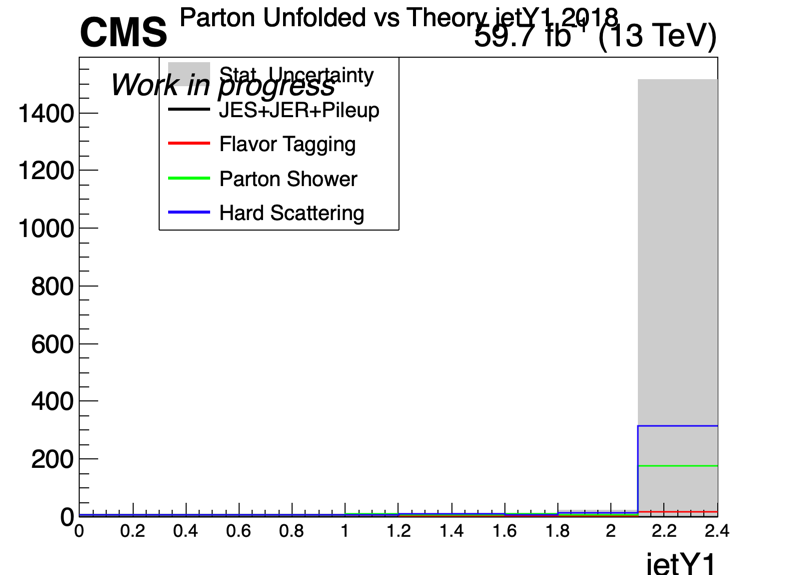 Parton Unfolded vs Theory jetY1 2018
CMS
59.7 fb-1 (13 TeV)
Work in progress
Stat. Uncertainty
JES+JER+Pileup
Flavor Tagging
Parton Shower
Hard Scattering
1400
1200
1000
800
600
400
200
0
0 0.2 0.4 0.6 0.8 1 1.2 1.4 1.6 1.8 2 2.2 2.4
jetY1